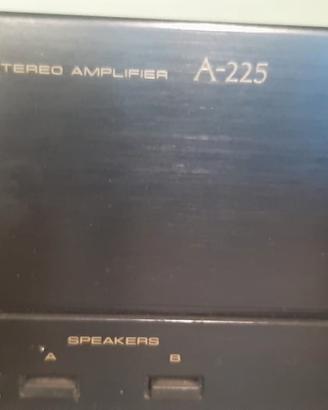 TEREO AMPLIFIER A-225
SPEAKERS
A B